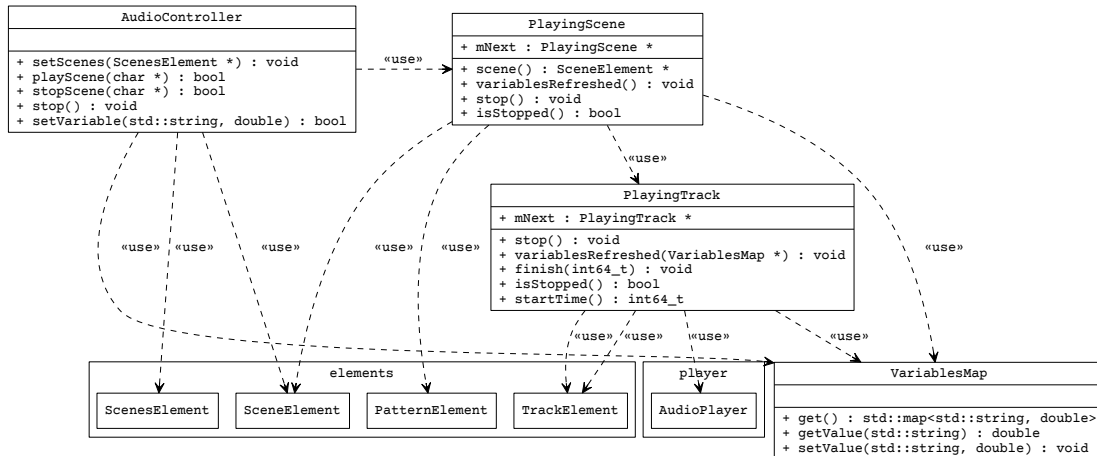 AudioController
+ setScenes(ScenesElement *) : void
+ playScene(char *) : bool
+ stopScene(char *) : bool
+ stop() : void
+ setVariable(std::string, double) : bool
«use»
PlayingScene
+ mNext : PlayingScene *
+ scene() : SceneElement *
+ variablesRefreshed() : void
+ stop() : void
+ isStopped() : bool
«use»
PlayingTrack
+ mNext : PlayingTrack *
+ stop() : void
+ variablesRefreshed(VariablesMap *) : void
+ finish(int64_t) : void
+ isStopped() : bool
+ startTime() : int64_t
«use» «use» «use» «use» «use»
«use» «use» «use» «use»
elements
ScenesElement
SceneElement
PatternElement
TrackElement
player
AudioPlayer
VariablesMap
+ get() : std::map<std::string, double>
+ getValue(std::string) : double
+ setValue(std::string, double) : void